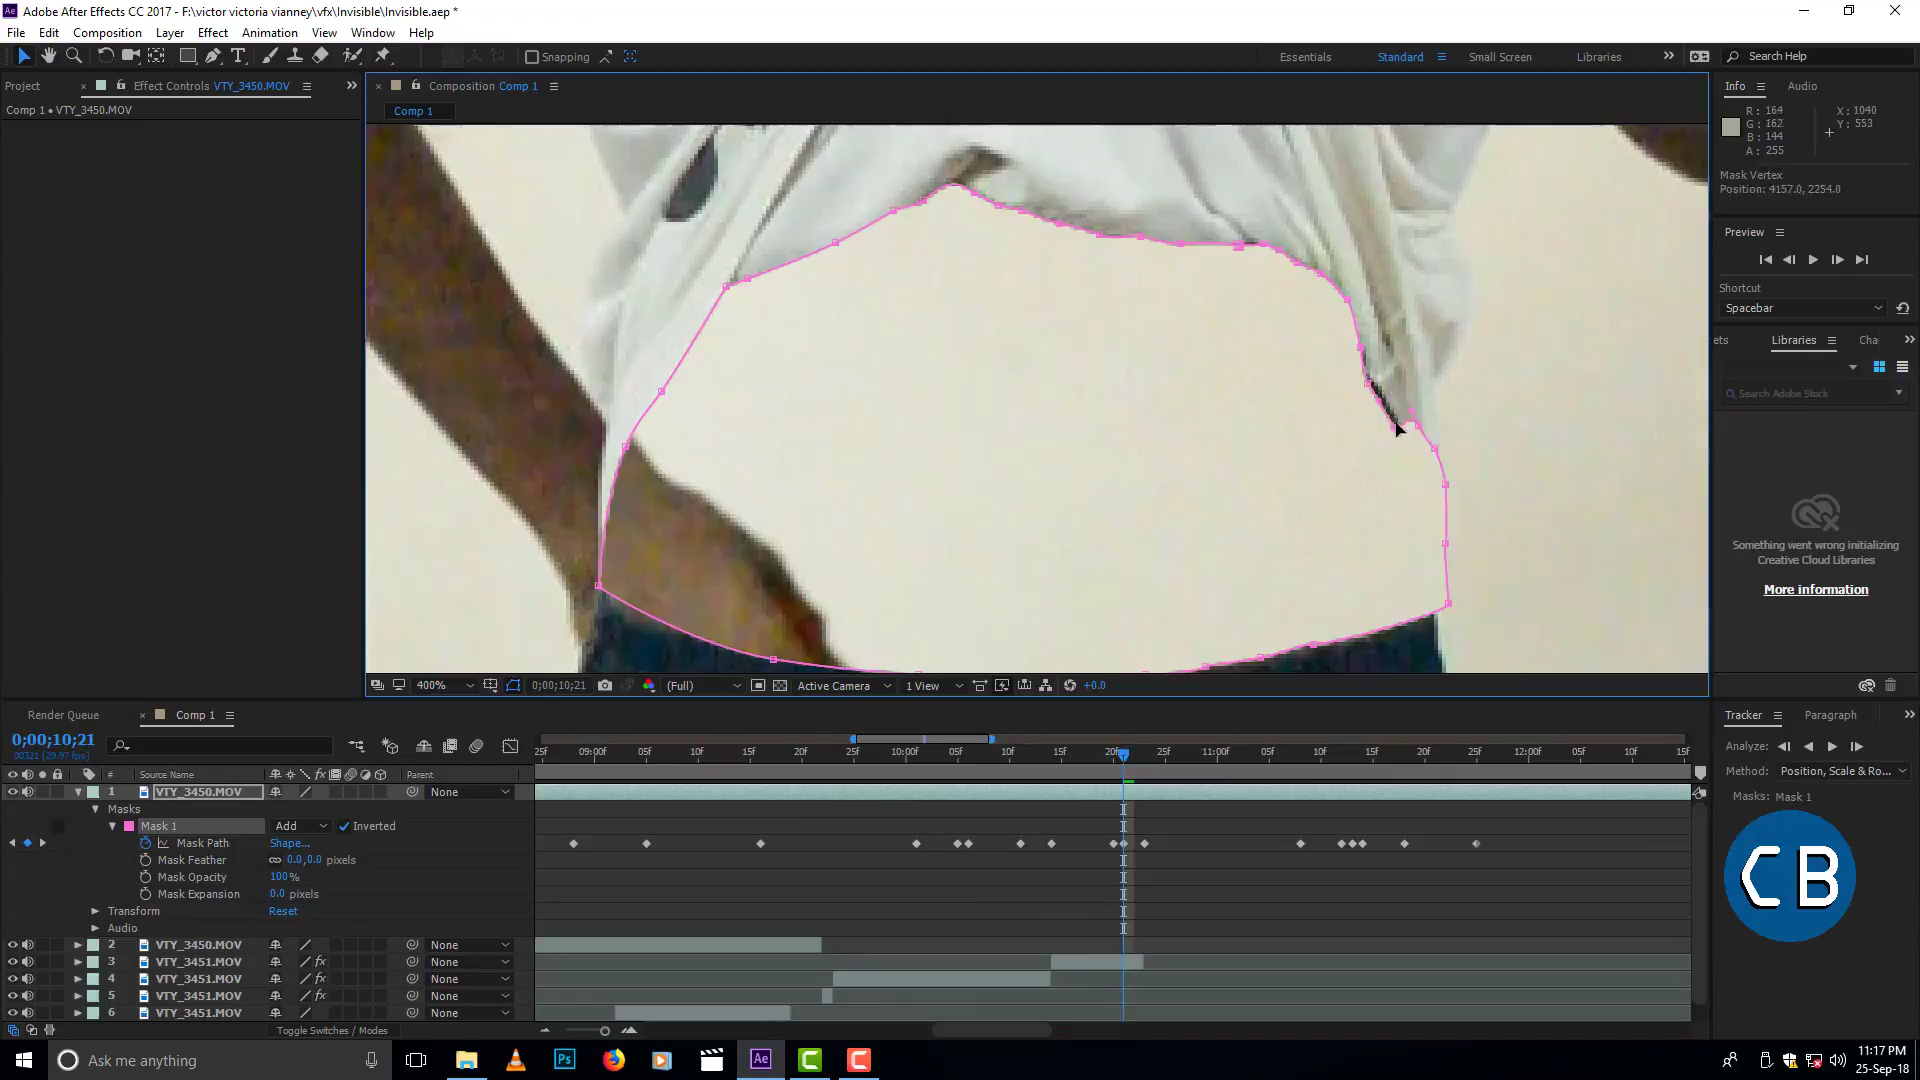 Adobe After Effects CC 2017 - F:\victor victoria vianney\vfx\Invisible\Invisible.aep *
File Edit Composition Layer Effect Animation View Window Help
Snapping Essentials Standard Small Screen Libraries Search Help
Project Effect Controls VTY_3450.MOV
Comp 1 • VTY_3450.MOV
Composition Comp 1
Comp 1
Info Audio
R: 164 X: 1040
G: 162 Y: 553
B: 144
A: 255
Mask Vertex
Position: 4157.0, 2254.0
Preview
Shortcut
Spacebar
ets Libraries Cha
Search Adobe Stock
Something went wrong initializing
Creative Cloud Libraries
More information
400% 0;00;10;21 (Full) Active Camera 1 View +0.0
Render Queue Comp 1
0;00;10;21
00321 (29.97 fps)
25f 09:00f 05f 10f 15f 20f 25f 10:00f 05f 10f 15f 20f 25f 11:00f 05f 10f 15f 20f 25f 12:00f 05f 10f 15f
# Source Name fx Parent
1 VTY_3450.MOV None
Masks
Mask 1 Add Inverted
Mask Path Shape...
Mask Feather 0.0,0.0 pixels
Mask Opacity 100%
Mask Expansion 0.0 pixels
Transform Reset
Audio
2 VTY_3450.MOV None
3 VTY_3451.MOV fx None
4 VTY_3451.MOV fx None
5 VTY_3451.MOV fx None
6 VTY_3451.MOV None
Toggle Switches / Modes
Tracker Paragraph
Analyze:
Method: Position, Scale & Ro...
Masks: Mask 1
CB
Ask me anything
Ps Ae C C
11:17 PM
25-Sep-18